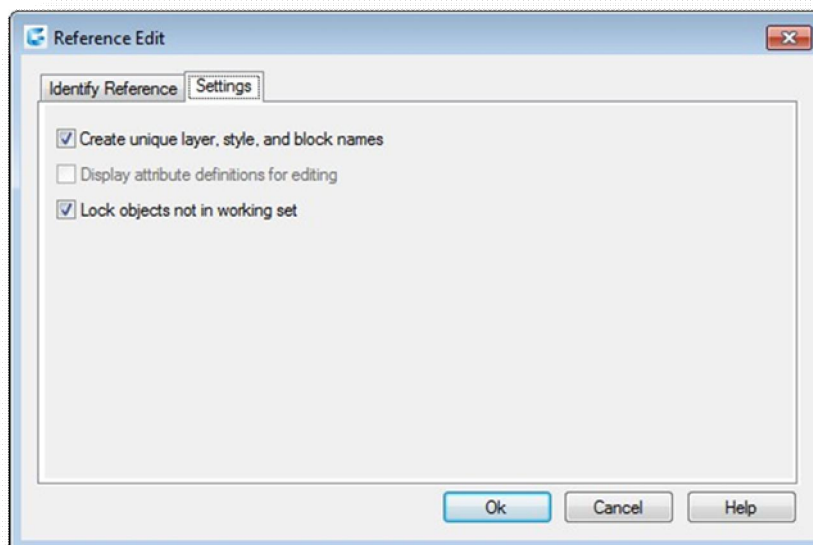 Reference Edit
Identify Reference Settings
Create unique layer, style, and block names
Display attribute definitions for editing
Lock objects not in working set
Ok Cancel Help